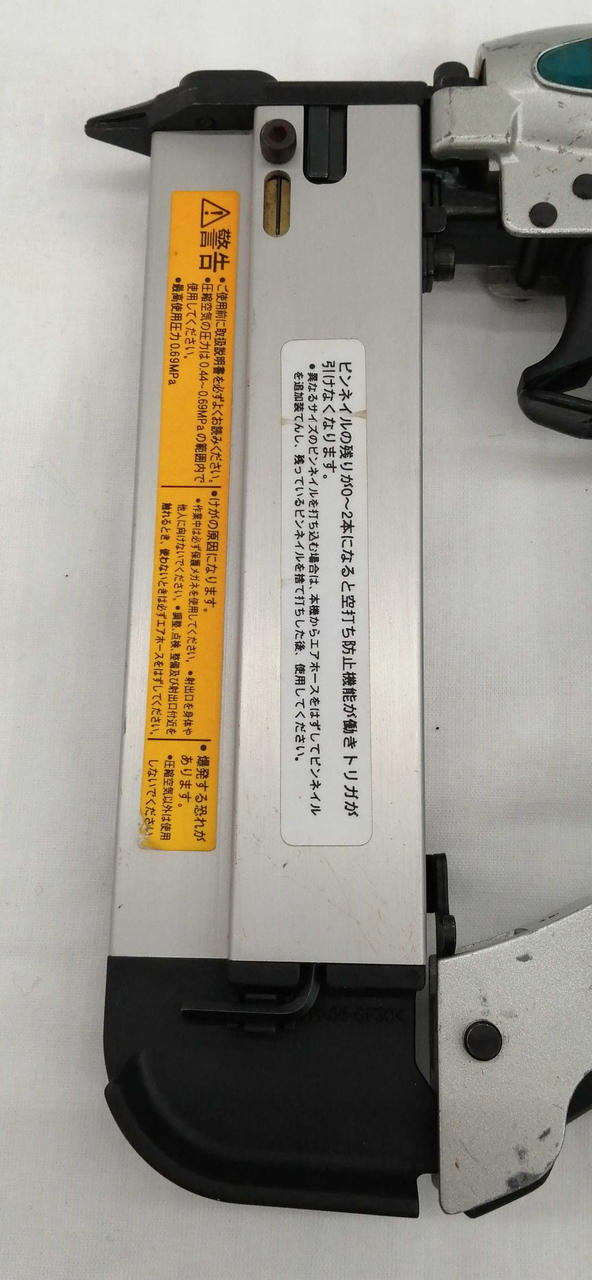 警告
●ご使用前に取扱説明書を必ずよくお読みください。
●圧縮空気の圧力は0.44~0.69MPaの範囲内で
使用してください。
●最高使用圧力0.69MPa
●けがの原因になります。
●作業中は必ず保護メガネを使用してください。●射出口を身体や
他人に向けないでください。●調整、点検、整備及び射出口付近を
触れるとき、使わないときは必ずエアホースをはずしてください。
●爆発する恐れが
あります。
●圧縮空気以外は使用
しないでください。
ピンネイルの残りが0~2本になると空打ち防止機能が働きトリガが
引けなくなります。
●異なるサイズのピンネイルを打ち込む場合は、本機からエアホースをはずしてピンネイル
を追加装てんし、残っているピンネイルを捨て打ちした後、使用してください。